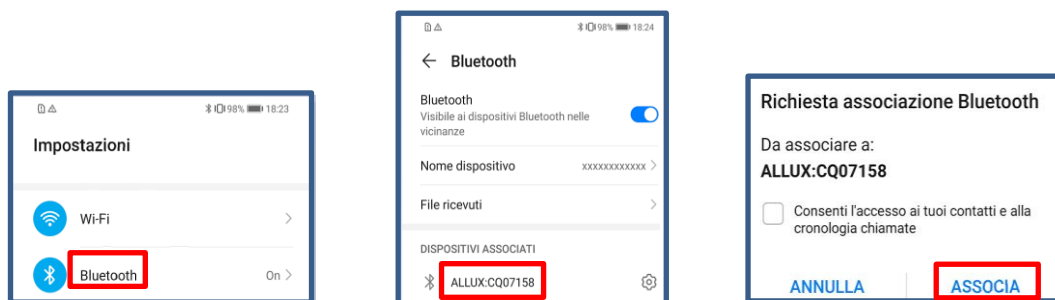 98% 18:23
Impostazioni
Wi-Fi
Bluetooth On
98% 18:24
Bluetooth
Bluetooth
Visibile ai dispositivi Bluetooth nelle
vicinanze
Nome dispositivo xxxxxxxxxxxx
File ricevuti
DISPOSITIVI ASSOCIATI
ALLUX:CQ07158
Richiesta associazione Bluetooth
Da associare a:
ALLUX:CQ07158
Consenti l'accesso ai tuoi contatti e alla
cronologia chiamate
ANNULLA ASSOCIA